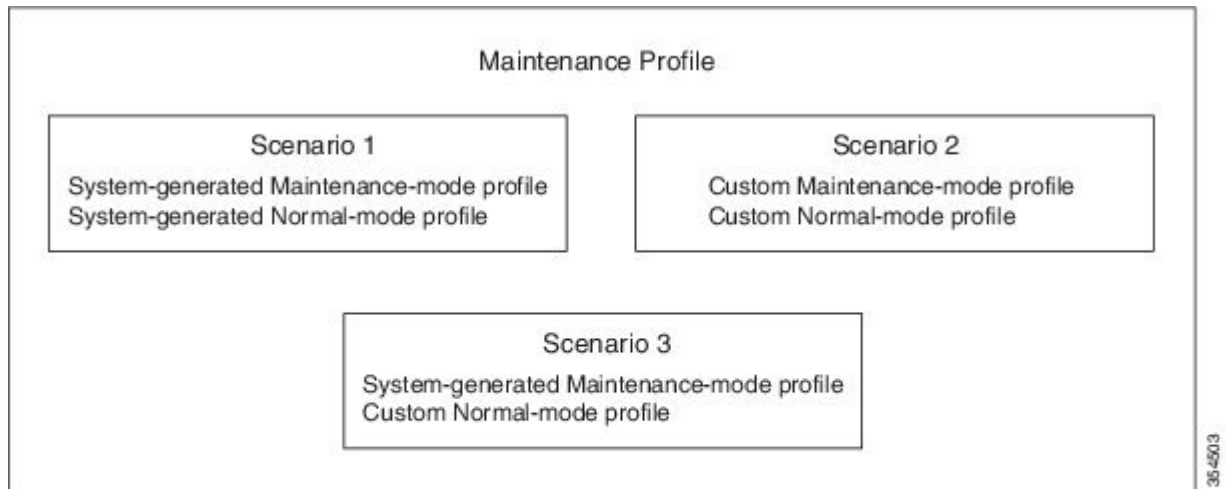 Maintenance Profile
Scenario 1
System-generated Maintenance-mode profile
System-generated Normal-mode profile
Scenario 2
Custom Maintenance-mode profile
Custom Normal-mode profile
Scenario 3
System-generated Maintenance-mode profile
Custom Normal-mode profile
354503